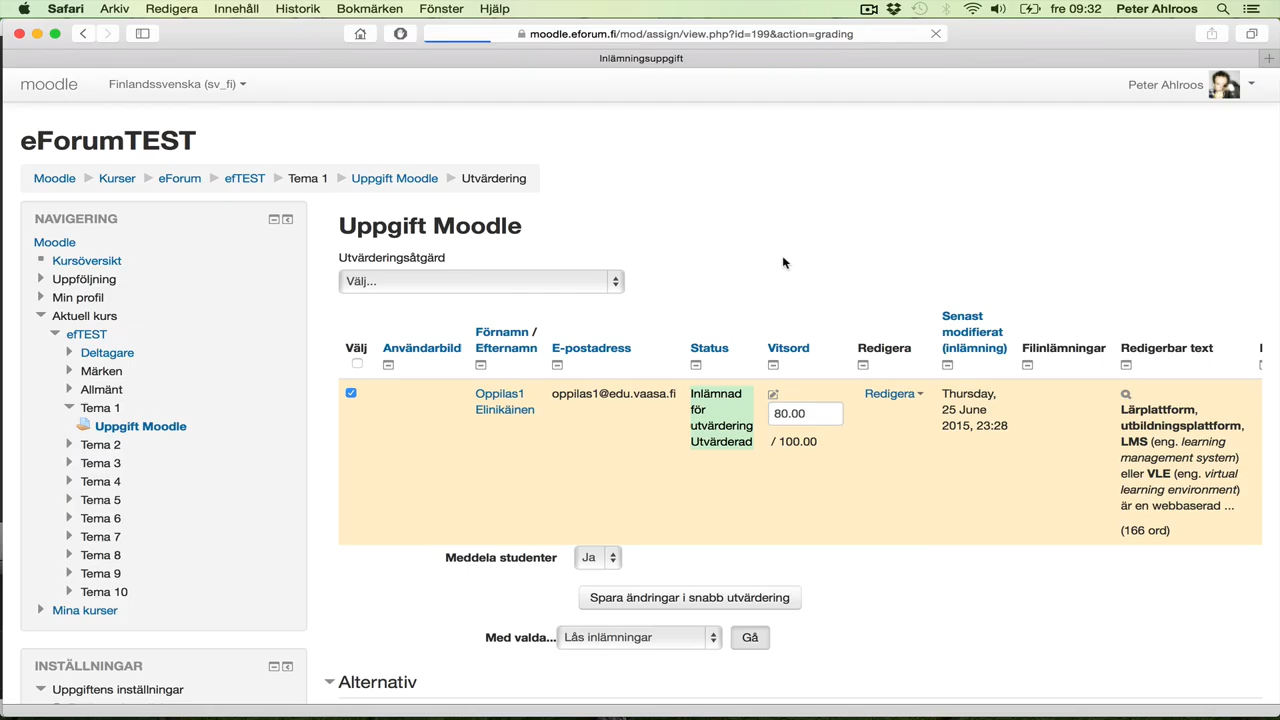 Safari Arkiv Redigera Innehåll Historik Bokmärken Fönster Hjälp fre 09:32 Peter Ahlroos
moodle.eforum.fi/mod/assign/view.php?id=199&action=grading
Inlämningsuppgift
moodle Finlandssvenska (sv_fi) Peter Ahlroos
eForumTEST
Moodle Kurser eForum efTEST Tema 1 Uppgift Moodle Utvärdering
NAVIGERING
Moodle
Kursöversikt
Uppföljning
Min profil
Aktuell kurs
efTEST
Deltagare
Märken
Allmänt
Tema 1
Uppgift Moodle
Tema 2
Tema 3
Tema 4
Tema 5
Tema 6
Tema 7
Tema 8
Tema 9
Tema 10
Mina kurser
INSTÄLLNINGAR
Uppgiftens inställningar
Uppgift Moodle
Utvärderingsåtgärd
Välj...
Välj
Användarbild
Förnamn /
Efternamn
E-postadress
Status
Vitsord
Redigera
Senast
modifierat
(inlämning)
Filinlämningar
Redigerbar text
Oppilas1
Elinikäinen
oppilas1@edu.vaasa.fi
Inlämnad
för
utvärdering
Utvärderad
80.00
/ 100.00
Redigera
Thursday,
25 June
2015, 23:28
Lärplattform,
utbildningsplattform,
LMS (eng. learning
management system)
eller VLE (eng. virtual
learning environment)
är en webbaserad ...
(166 ord)
Meddela studenter Ja
Spara ändringar i snabb utvärdering
Med valda... Lås inlämningar Gå
Alternativ